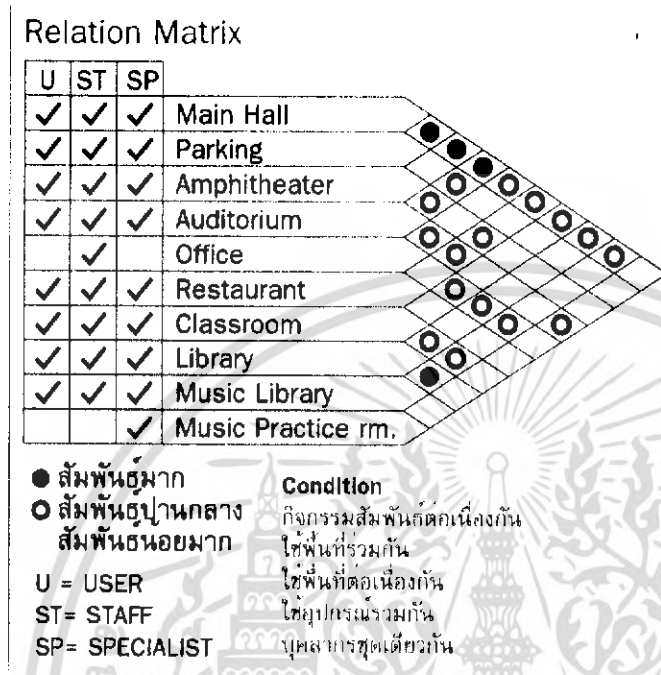 Relation Matrix
U ST SP
✓ ✓ ✓ Main Hall
✓ ✓ ✓ Parking
✓ ✓ ✓ Amphitheater
✓ ✓ ✓ Auditorium
✓ Office
✓ ✓ ✓ Restaurant
✓ ✓ ✓ Classroom
✓ ✓ ✓ Library
✓ ✓ ✓ Music Library
✓ Music Practice rm.
● สัมพันธ์มาก
○ สัมพันธ์ปานกลาง
สัมพันธ์น้อยมาก
U = USER
ST= STAFF
SP= SPECIALIST
Condition
กิจกรรมสัมพันธ์ต่อเนื่องกัน
ใช้พื้นที่ร่วมกัน
ใช้พื้นที่ต่อเนื่องกัน
ใช้อุปกรณ์ร่วมกัน
บุคลากรชุดเดียวกัน